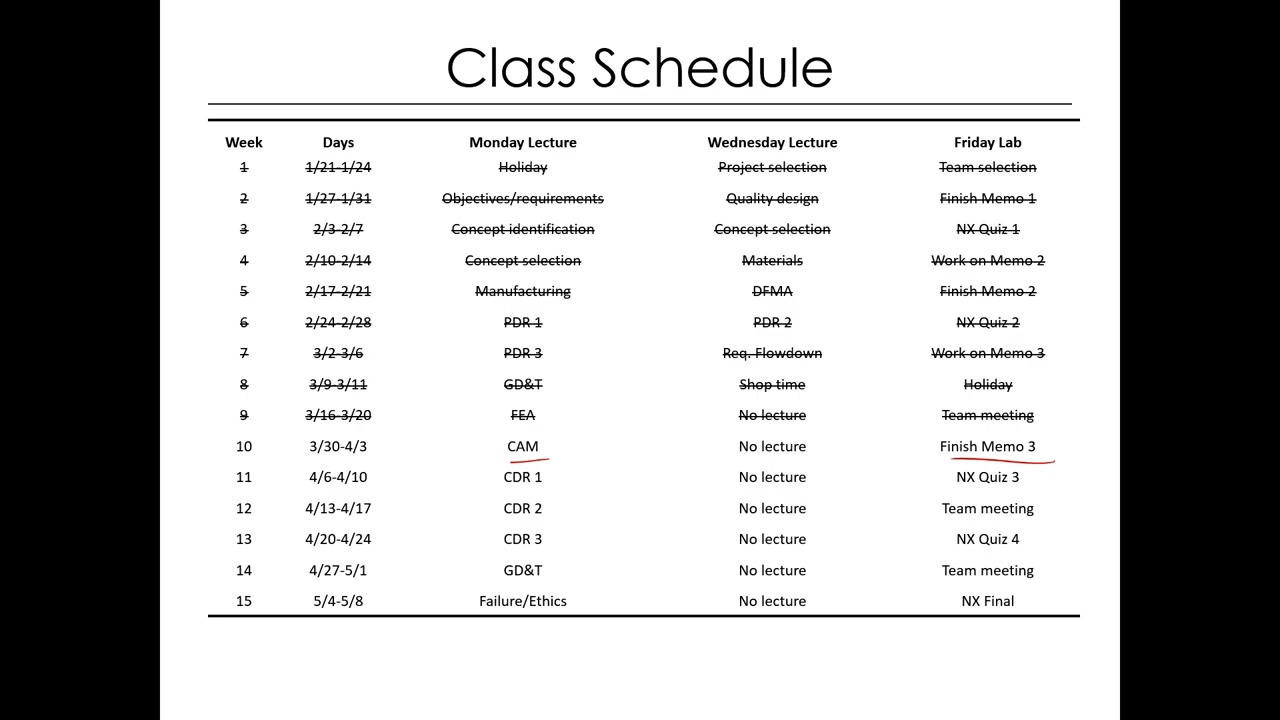 Class Schedule
Week Days Monday Lecture Wednesday Lecture Friday Lab
1 1/21-1/24 Holiday Project selection Team selection
2 1/27-1/31 Objectives/requirements Quality design Finish Memo 1
3 2/3-2/7 Concept identification Concept selection NX Quiz 1
4 2/10-2/14 Concept selection Materials Work on Memo 2
5 2/17-2/21 Manufacturing DFMA Finish Memo 2
6 2/24-2/28 PDR 1 PDR 2 NX Quiz 2
7 3/2-3/6 PDR 3 Req. Flowdown Work on Memo 3
8 3/9-3/11 GD&T Shop time Holiday
9 3/16-3/20 FEA No lecture Team meeting
10 3/30-4/3 CAM No lecture Finish Memo 3
11 4/6-4/10 CDR 1 No lecture NX Quiz 3
12 4/13-4/17 CDR 2 No lecture Team meeting
13 4/20-4/24 CDR 3 No lecture NX Quiz 4
14 4/27-5/1 GD&T No lecture Team meeting
15 5/4-5/8 Failure/Ethics No lecture NX Final